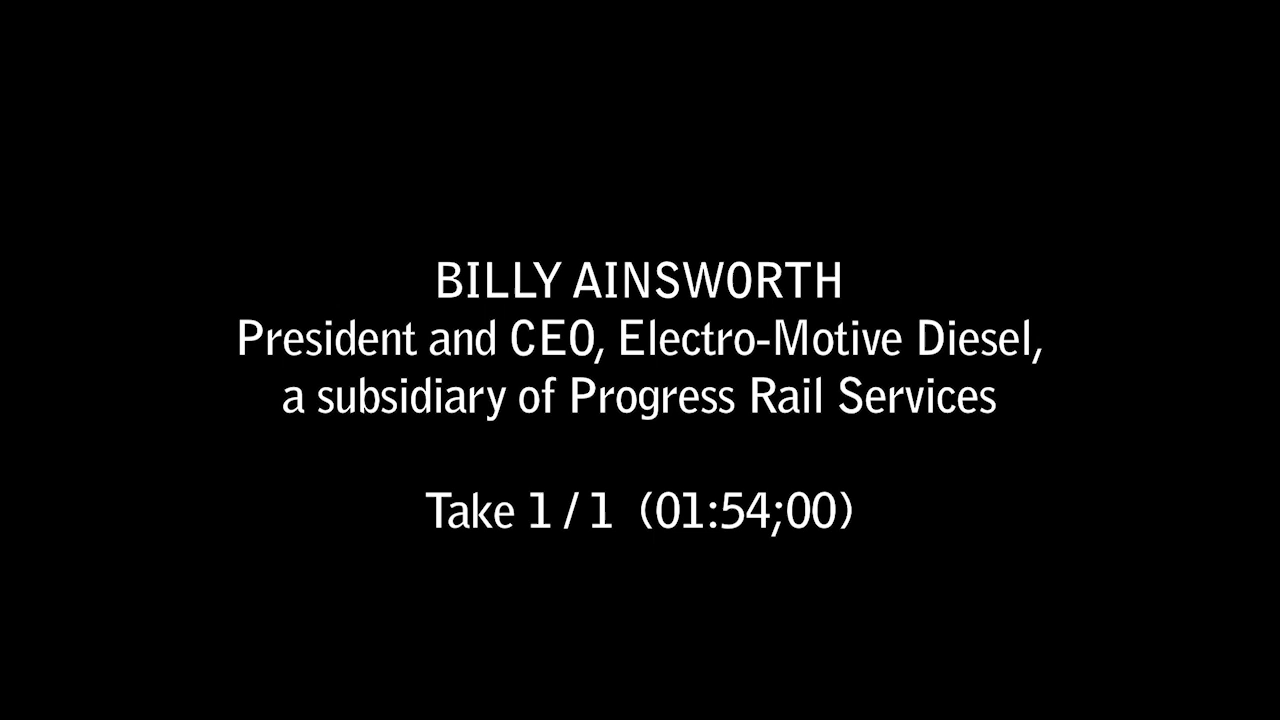 BILLY AINSWORTH
President and CEO, Electro-Motive Diesel,
a subsidiary of Progress Rail Services
Take 1 / 1 (01:54;00)